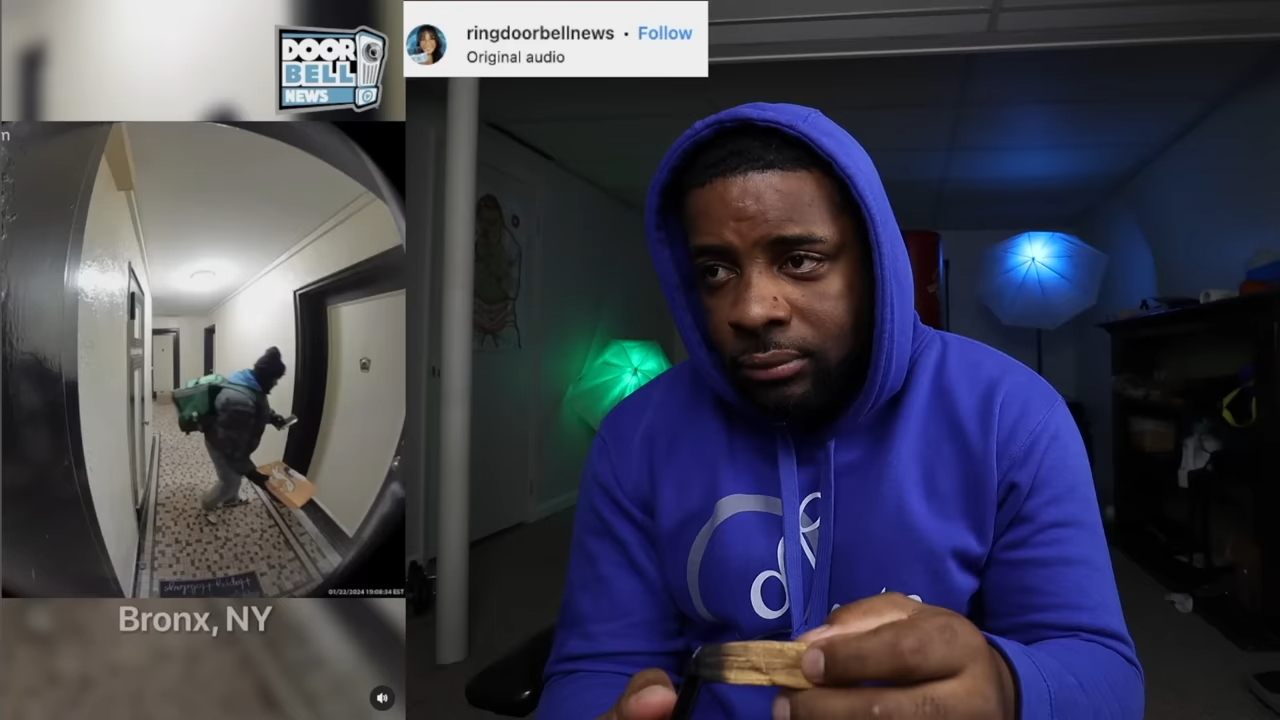 DOOR
BELL
NEWS
ringdoorbellnews • Follow
Original audio
01/22/2024 19:08:34 EST
Bronx, NY